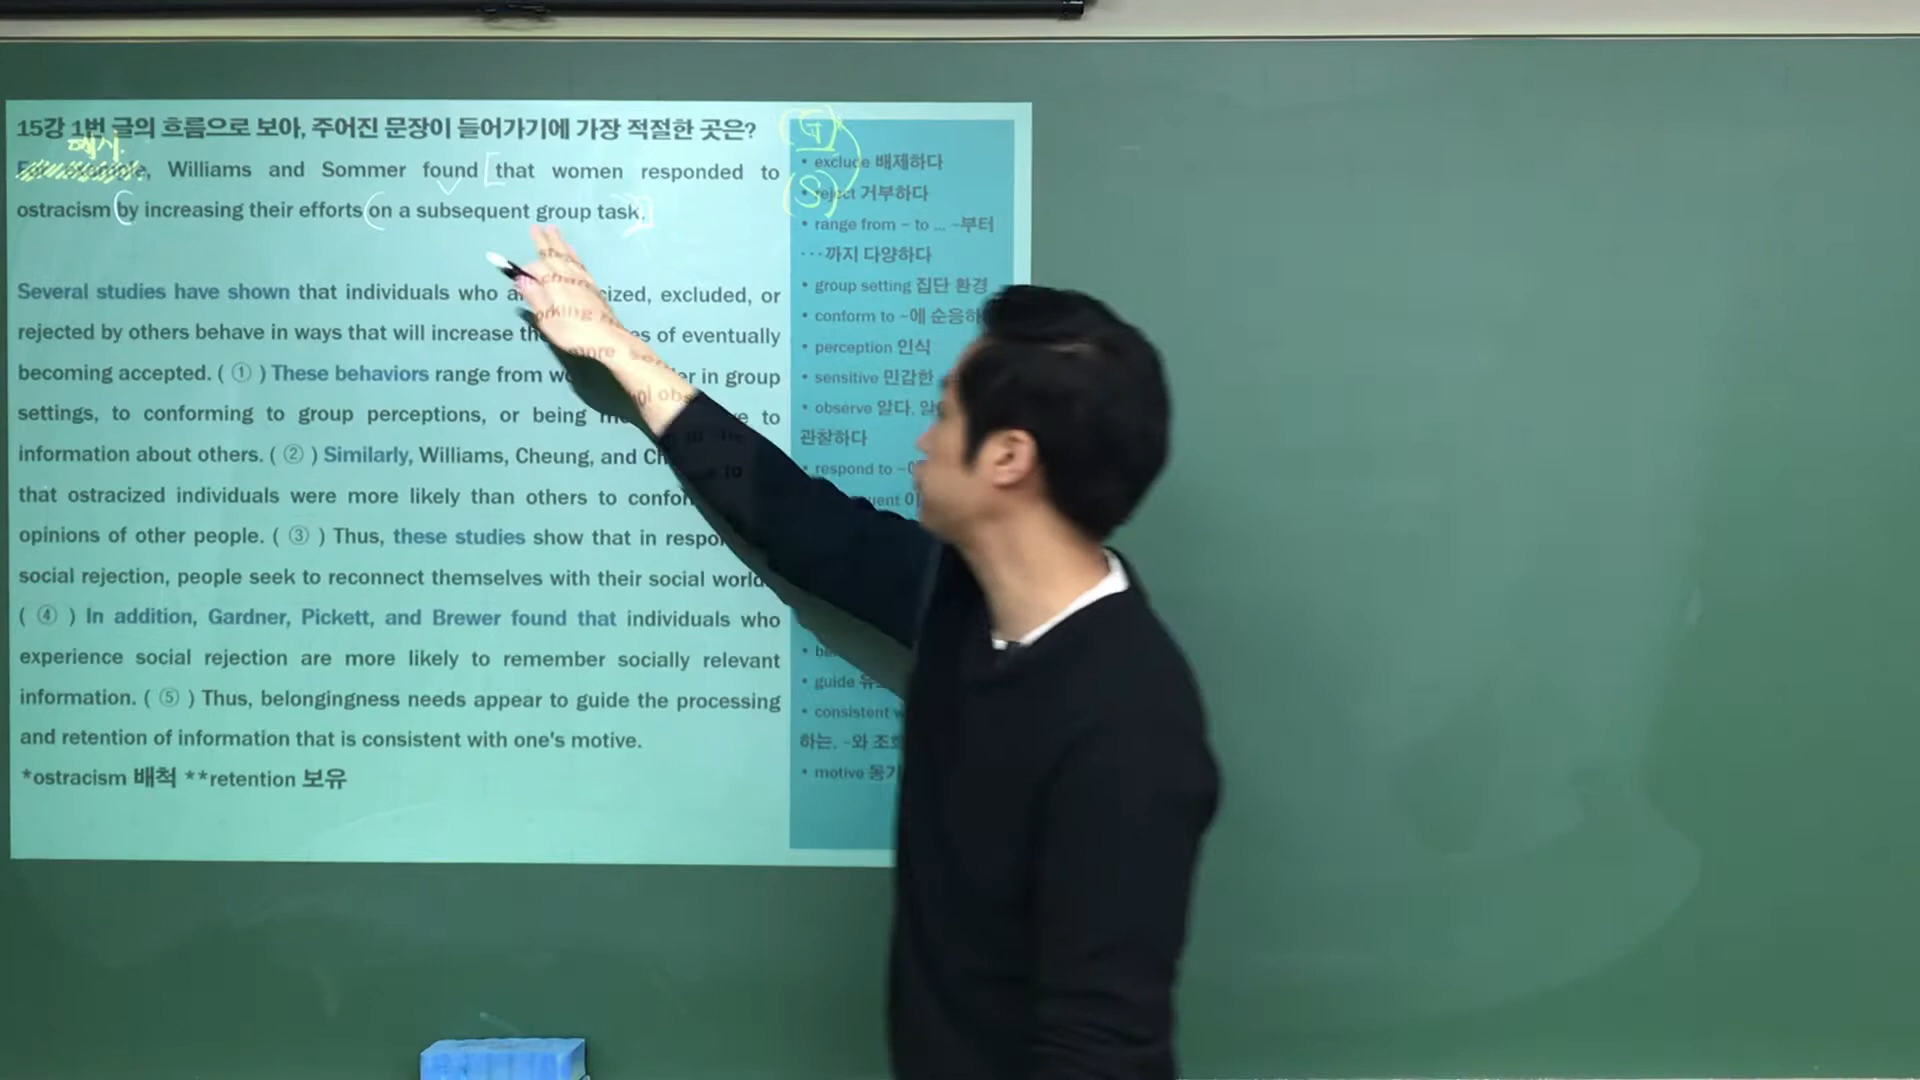 15강 1번 글의 흐름으로 보아, 주어진 문장이 들어가기에 가장 적절한 곳은?
예시.
Williams and Sommer found [that women responded to
ostracism (by increasing their efforts (on a subsequent group task.]
Several studies have shown that individuals who excluded, or
rejected by others behave in ways that will increase of eventually
becoming accepted. ( ① ) These behaviors range from in group
settings, to conforming to group perceptions, or being to
information about others. ( ② ) Similarly, Williams, Cheung, and
that ostracized individuals were more likely than others to
opinions of other people. ( ③ ) Thus, these studies show that in
social rejection, people seek to reconnect themselves with their social
( ④ ) In addition, Gardner, Pickett, and Brewer found that individuals who
experience social rejection are more likely to remember socially relevant
information. ( ⑤ ) Thus, belongingness needs appear to guide the processing
and retention of information that is consistent with one's motive.
*ostracism 배척 **retention 보유
(G)
• exclude 배제하다
(S)
• reject 거부하다
• range from ~ to ... ~부터
···까지 다양하다
• group setting 집단 환경
• conform to ~에
• perception 인식
• sensitive 민감한
• observe 알다,
관찰하다
• respond to
• guide
• consistent
하는, ~와
• motive